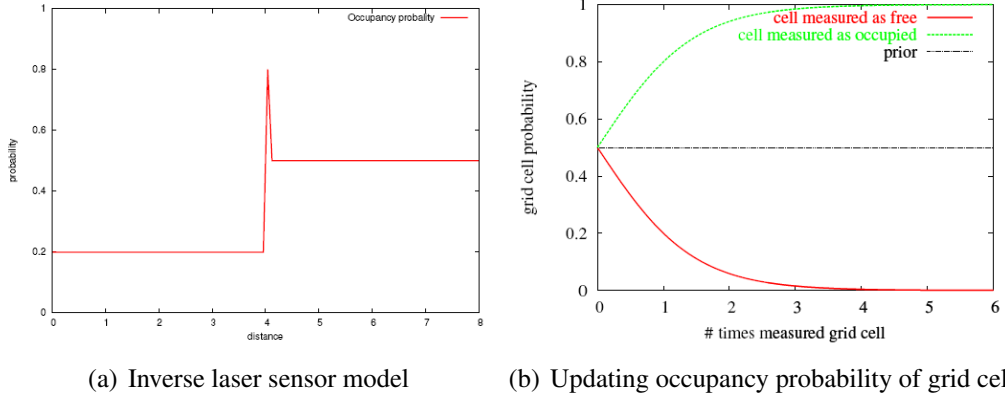 1
0.8
0.6
0.4
0.2
0
probability
Occupancy probality
0 1 2 3 4 5 6 7 8
distance
(a) Inverse laser sensor model
1
0.8
0.6
0.4
0.2
0
grid cell probability
cell measured as free
cell measured as occupied
prior
0 1 2 3 4 5 6
# times measured grid cell
(b) Updating occupancy probability of grid cel